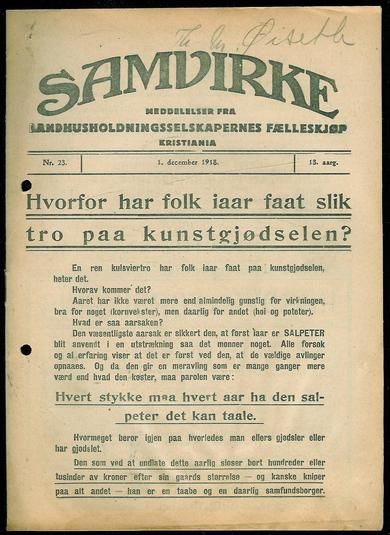 Th. M. Øiseth
SAMVIRKE
MEDDELELSER FRA
LANDHUSHOLDNINGSSELSKAPERNES FÆLLESKJØP
KRISTIANIA
Nr. 23.
1. december 1918.
13. aarg.
Hvorfor har folk iaar faat slik
tro paa kunstgjødselen?
En ren kulsviertro har folk iaar faat paa kunstgjødselen,
heter det.
Hvorav kommer det?
Aaret har ikke været mere end almindelig gunstig for virkningen,
bra for noget (kornvekster), men daarlig for andet (hoi og poteter).
Hvad er saa aarsaken?
Den væsentligste aarsak er sikkert den, at først iaar er SALPETER
blit anvendt i en utstrækning saa det monner noget. Alle forsøk
og al erfaring viser at det er først ved den, at de vældige avlinger
opnaaes. Og da den gir en meravling som er mange ganger mere
værd end hvad den koster, maa parolen være:
Hvert stykke maa hvert aar ha den sal-
peter det kan taale.
Hvormeget beror igjen paa hvorledes man ellers gjødsler eller
har gjødslet.
Den som ved at undlate dette aarlig sløser bort hundreder eller
tusinder av kroner efter sin gaards størrelse — og kanske kniper
paa alt andet — han er en taabe og en daarlig samfundsborger.